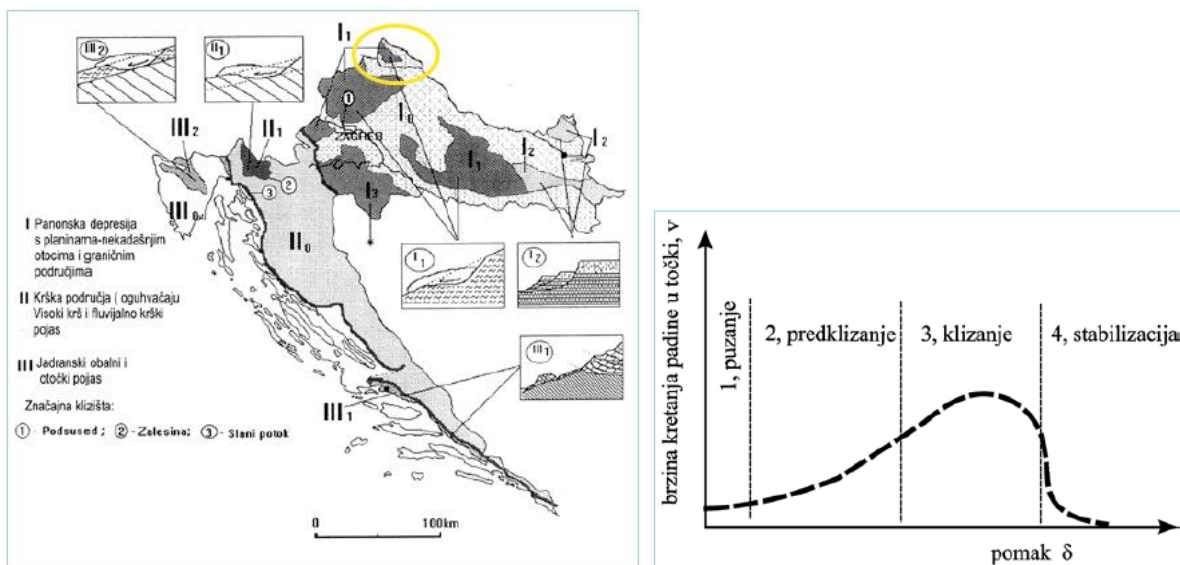 I₁
III₂
II₁
①
I₀
III₂
II₁
ZAGREB
I₁
I₂
I₂
②
③
I₃
III₀
II₀
I Panonska depresija
s planinama-nekadašnjim
otocima i graničnim
područjima
I₁
I₂
II Krška područja ( oguhvaćaju
Visoki krš i fluvijalno krški
pojas
III Jadranski obalni i
otočki pojas
III₁
III₁
Značajna klizišta:
① - Podsused ; ② - Zalesina; ③ - Slani potok
0 100km
brzina kretanja padine u točki, v
1, puzanje
2, predklizanje
3, klizanje
4, stabilizacija
pomak δ